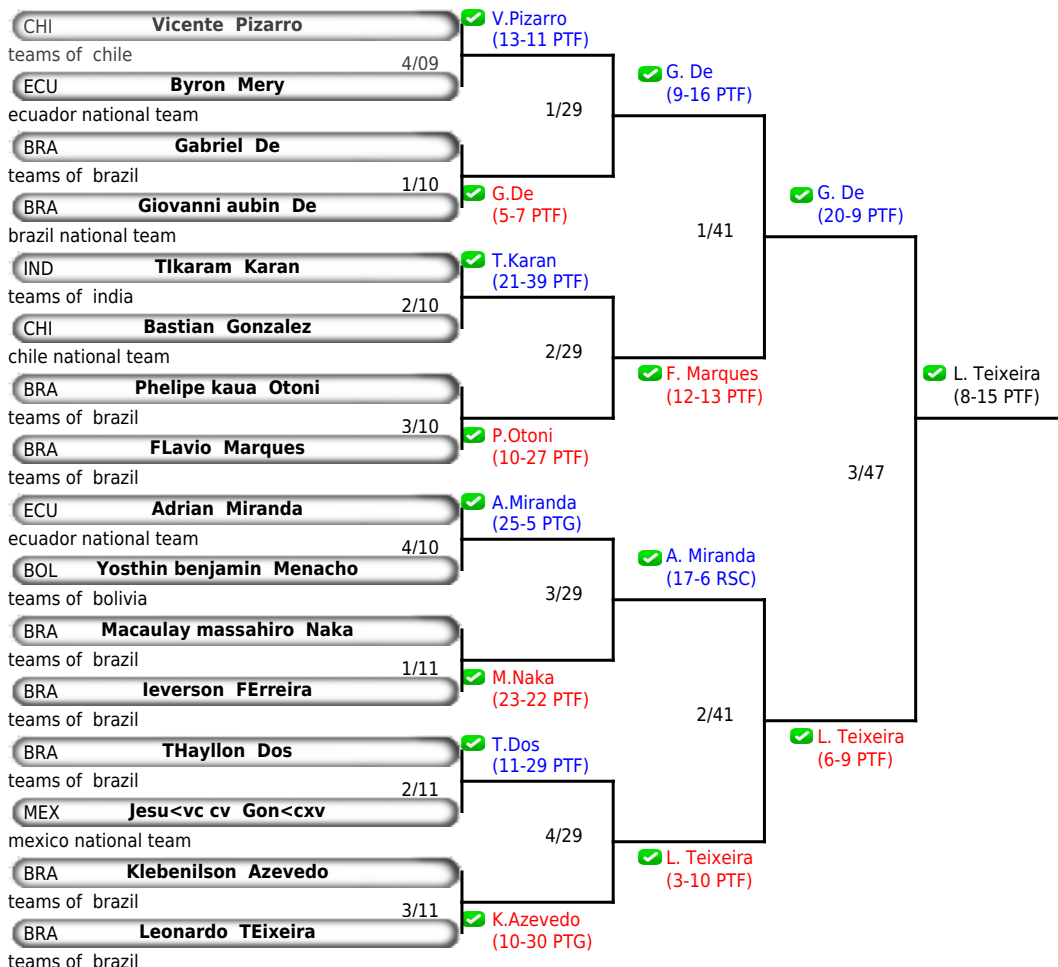 CHI Vicente Pizarro
teams of chile
4/09
ECU Byron Mery
ecuador national team
BRA Gabriel De
teams of brazil
1/10
BRA Giovanni aubin De
brazil national team
IND TIkaram Karan
teams of india
2/10
CHI Bastian Gonzalez
chile national team
BRA Phelipe kaua Otoni
teams of brazil
3/10
BRA FLavio Marques
teams of brazil
ECU Adrian Miranda
ecuador national team
4/10
BOL Yosthin benjamin Menacho
teams of bolivia
BRA Macaulay massahiro Naka
teams of brazil
1/11
BRA Ieverson FErreira
teams of brazil
BRA THayllon Dos
teams of brazil
2/11
MEX Jesu<vc cv Gon<cxv
mexico national team
BRA Klebenilson Azevedo
teams of brazil
3/11
BRA Leonardo TEixeira
teams of brazil
V.Pizarro
(13-11 PTF)
1/29
G.De
(5-7 PTF)
T.Karan
(21-39 PTF)
2/29
P.Otoni
(10-27 PTF)
A.Miranda
(25-5 PTG)
3/29
M.Naka
(23-22 PTF)
T.Dos
(11-29 PTF)
4/29
K.Azevedo
(10-30 PTG)
G. De
(9-16 PTF)
1/41
F. Marques
(12-13 PTF)
A. Miranda
(17-6 RSC)
2/41
L. Teixeira
(3-10 PTF)
G. De
(20-9 PTF)
3/47
L. Teixeira
(6-9 PTF)
L. Teixeira
(8-15 PTF)